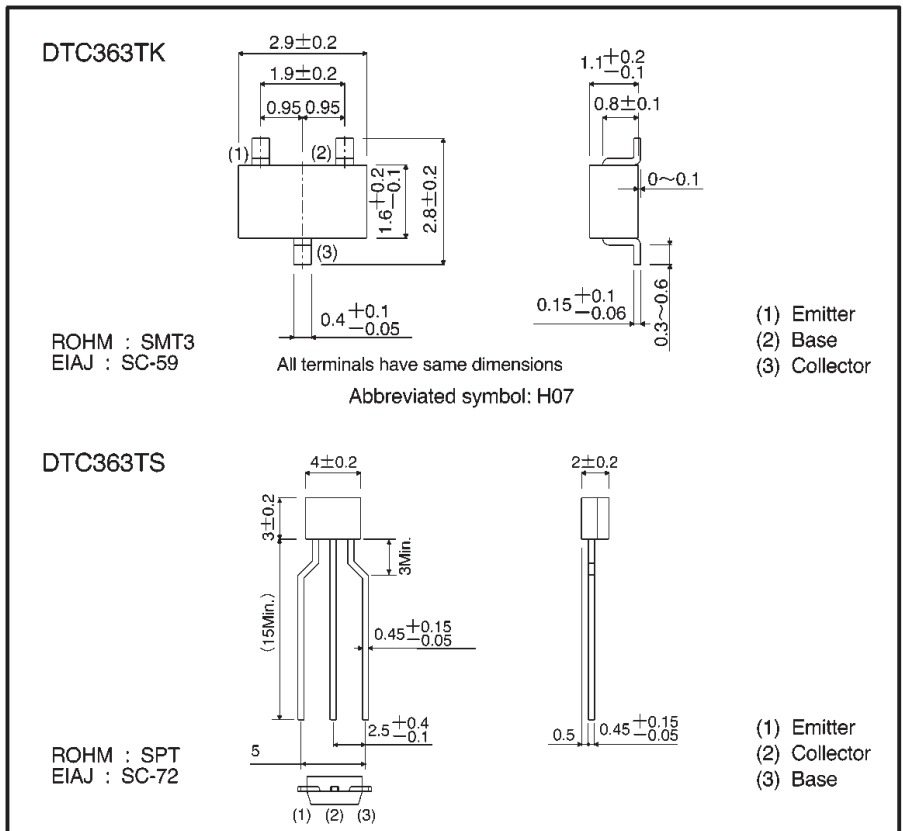 DTC363TK
2.9±0.2
1.9±0.2
0.95 0.95
(1) (2)
(3)
1.6 +0.2 −0.1
2.8±0.2
0.4 +0.1 −0.05
1.1 +0.2 −0.1
0.8±0.1
0~0.1
0.15 +0.1 −0.06
0.3~0.6
ROHM : SMT3
EIAJ : SC-59
All terminals have same dimensions
Abbreviated symbol: H07
(1) Emitter
(2) Base
(3) Collector
DTC363TS
4±0.2
2±0.2
3±0.2
3Min.
(15Min.)
0.45 +0.15 −0.05
2.5 +0.4 −0.1
5
0.5
0.45 +0.15 −0.05
ROHM : SPT
EIAJ : SC-72
(1) (2) (3)
(1) Emitter
(2) Collector
(3) Base